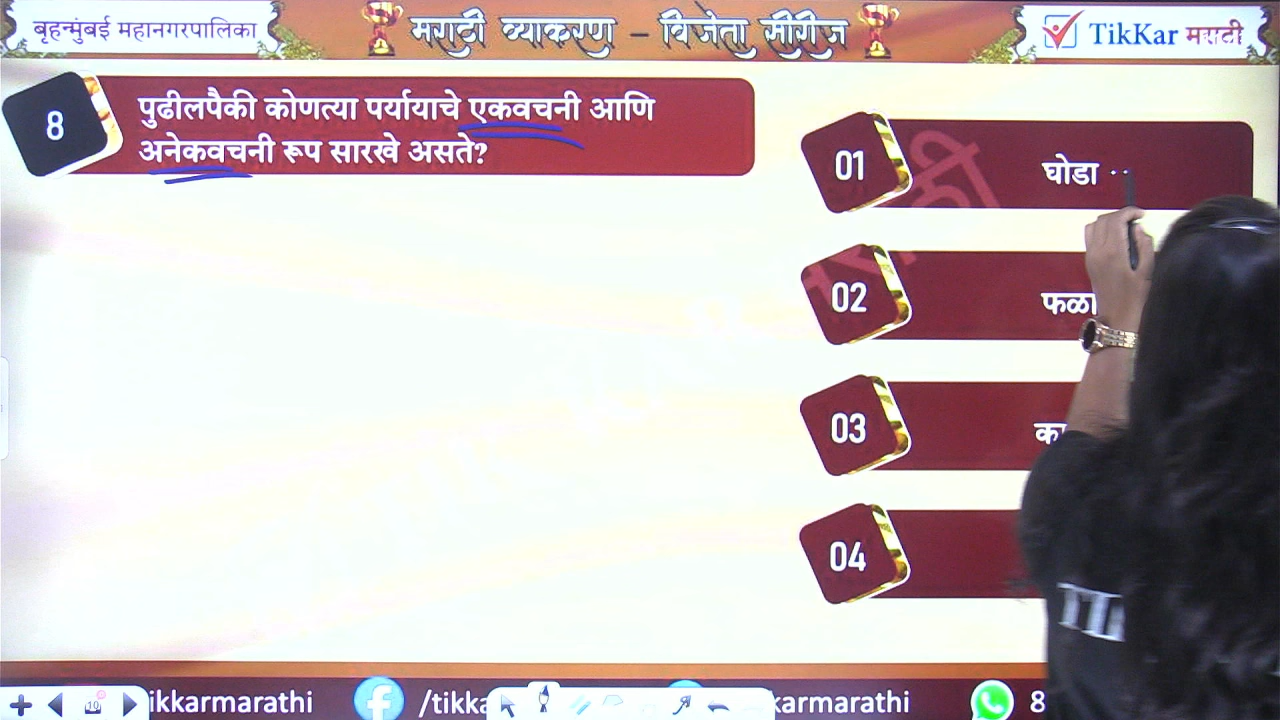 बृहन्मुंबई महानगरपालिका
मराठी व्याकरण – विजेता सीरीज
TikKar मराठी
8
पुढीलपैकी कोणत्या पर्यायाचे एकवचनी आणि
अनेकवचनी रूप सारखे असते?
01
घोडा
02
फळा
03
04
ikkarmarathi
/tikka
karmarathi
8